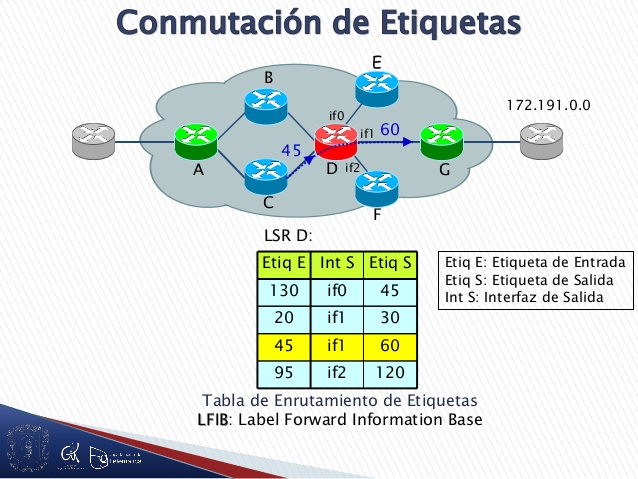 Conmutación de Etiquetas
E
B
if0
172.191.0.0
if1 60
45
A
D if2
G
C
F
LSR D:
Etiq E Int S Etiq S
130 if0 45
20 if1 30
45 if1 60
95 if2 120
Etiq E: Etiqueta de Entrada
Etiq S: Etiqueta de Salida
Int S: Interfaz de Salida
Tabla de Enrutamiento de Etiquetas
LFIB: Label Forward Information Base